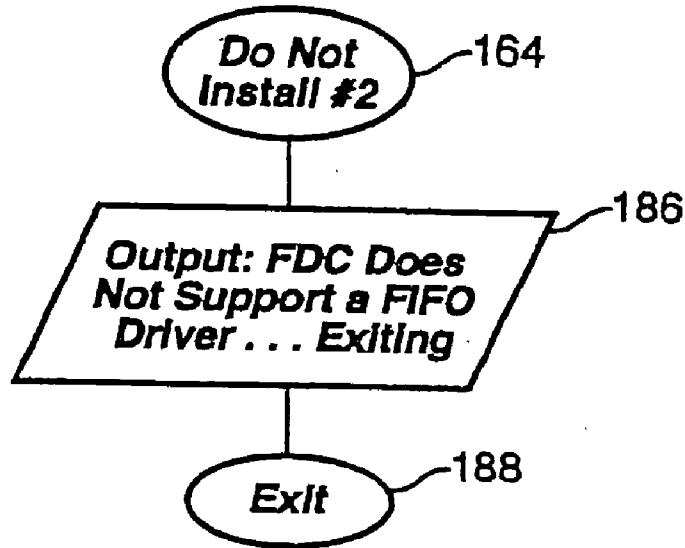 Do Not
Install #2
164
186
Output: FDC Does
Not Support a FIFO
Driver . . . Exiting
188
Exit